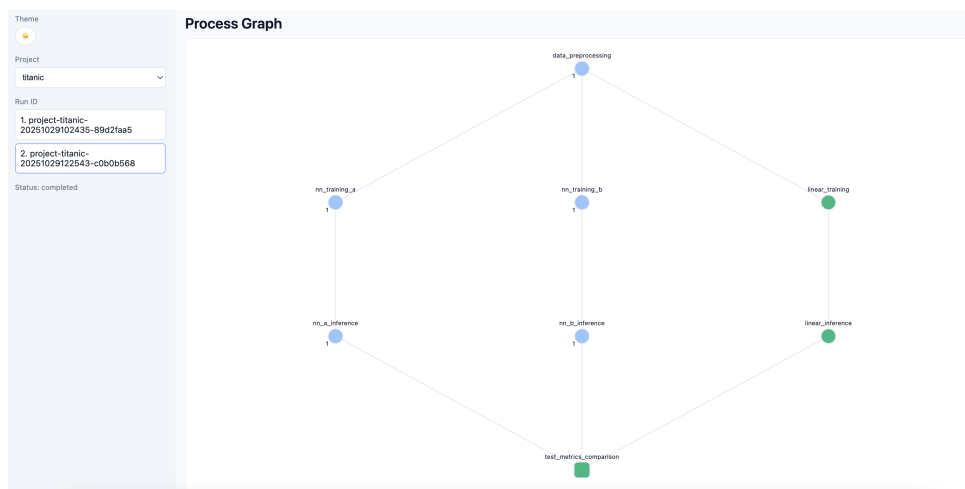 Theme
Project
titanic
Run ID
1. project-titanic-
20251029102435-89d2faa5
2. project-titanic-
20251029122543-c0b0b568
Status: completed
Process Graph
data_preprocessing
1
nn_training_a
1
nn_training_b
1
linear_training
nn_a_inference
1
nn_b_inference
1
linear_inference
test_metrics_comparison